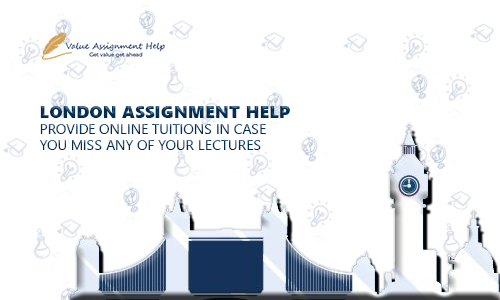 Value Assignment Help
Get value get ahead
LONDON ASSIGNMENT HELP
PROVIDE ONLINE TUITIONS IN CASE
YOU MISS ANY OF YOUR LECTURES